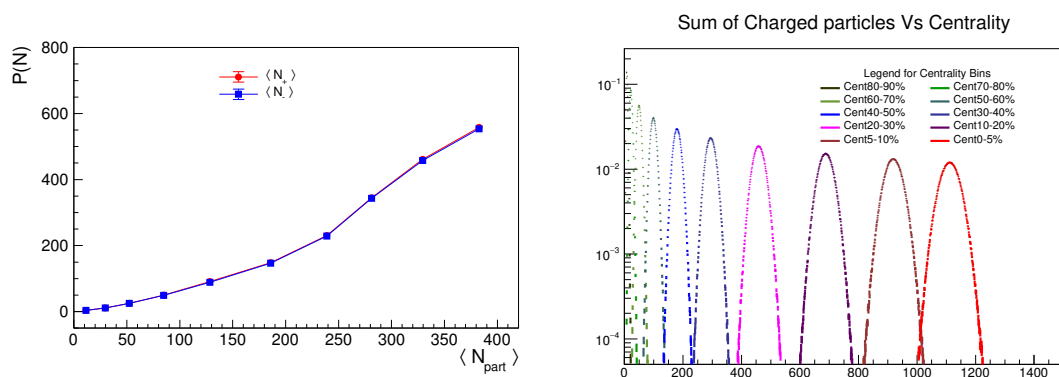 P(N)
800
600
400
200
0
⟨ N₊ ⟩
⟨ N₋ ⟩
0 50 100 150 200 250 300 350 400
⟨ N_part ⟩
Sum of Charged particles Vs Centrality
Legend for Centrality Bins
Cent80-90% Cent70-80%
Cent60-70% Cent50-60%
Cent40-50% Cent30-40%
Cent20-30% Cent10-20%
Cent5-10% Cent0-5%
10⁻¹
10⁻²
10⁻³
10⁻⁴
0 200 400 600 800 1000 1200 1400